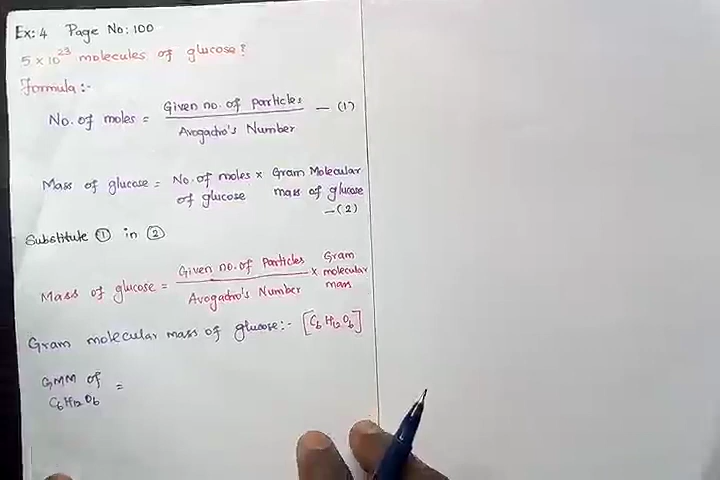 Ex: 4 Page No: 100
5 × 10²³ molecules of glucose?
Formula:-
No. of moles = Given no. of Particles / Avogadro's Number — (1)
Mass of glucose = No. of moles of glucose × Gram Molecular mass of glucose — (2)
Substitute ① in ②
Mass of glucose = Given no. of Particles / Avogadro's Number × Gram molecular mass
Gram molecular mass of glucose:- [C₆H₁₂O₆]
GMM of
C₆H₁₂O₆ =